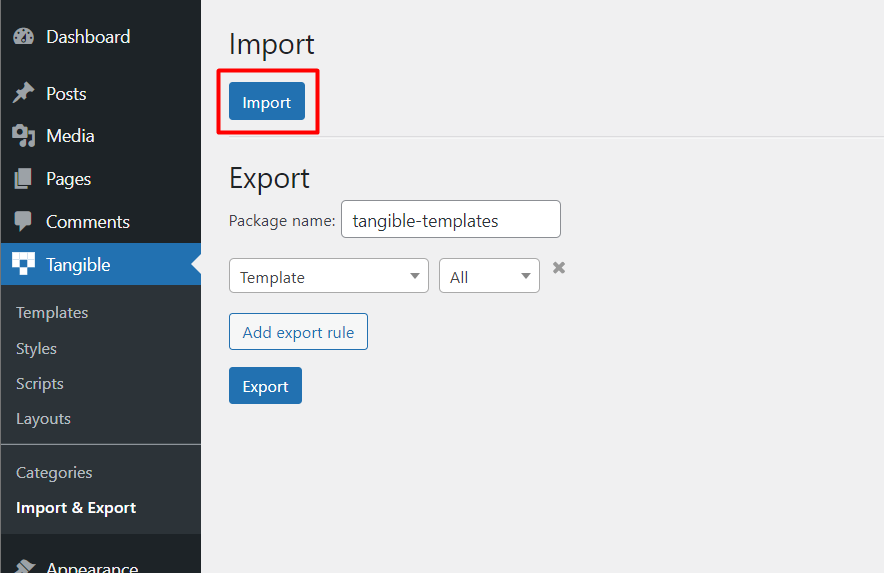 Dashboard
Posts
Media
Pages
Comments
Tangible
Templates
Styles
Scripts
Layouts
Categories
Import & Export
Appearance
Import
Import
Export
Package name: tangible-templates
Template All
Add export rule
Export